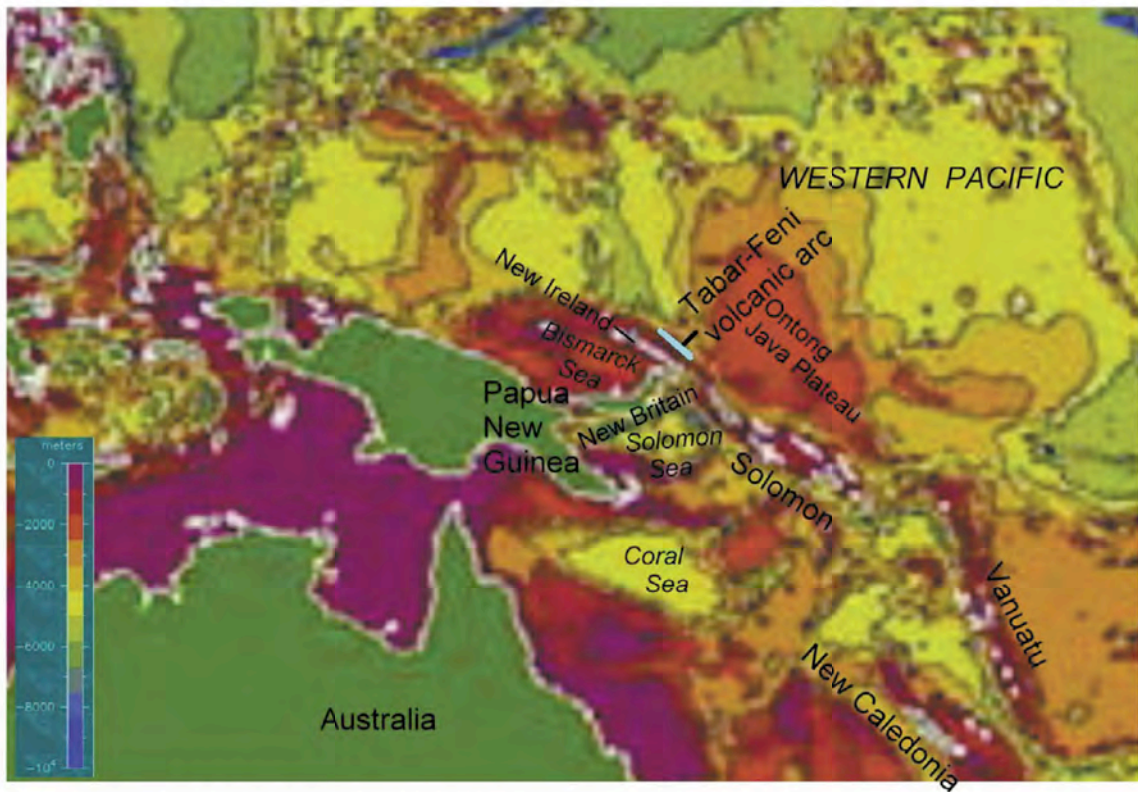 WESTERN PACIFIC
Tabar-Feni
volcanic arc
New Ireland
Ontong
Java Plateau
Bismarck
Sea
Papua
New
Guinea
New Britain
Solomon
Sea
Solomon
Coral
Sea
Vanuatu
New Caledonia
Australia
meters
0
-2000
-4000
-6000
-8000
-10⁴